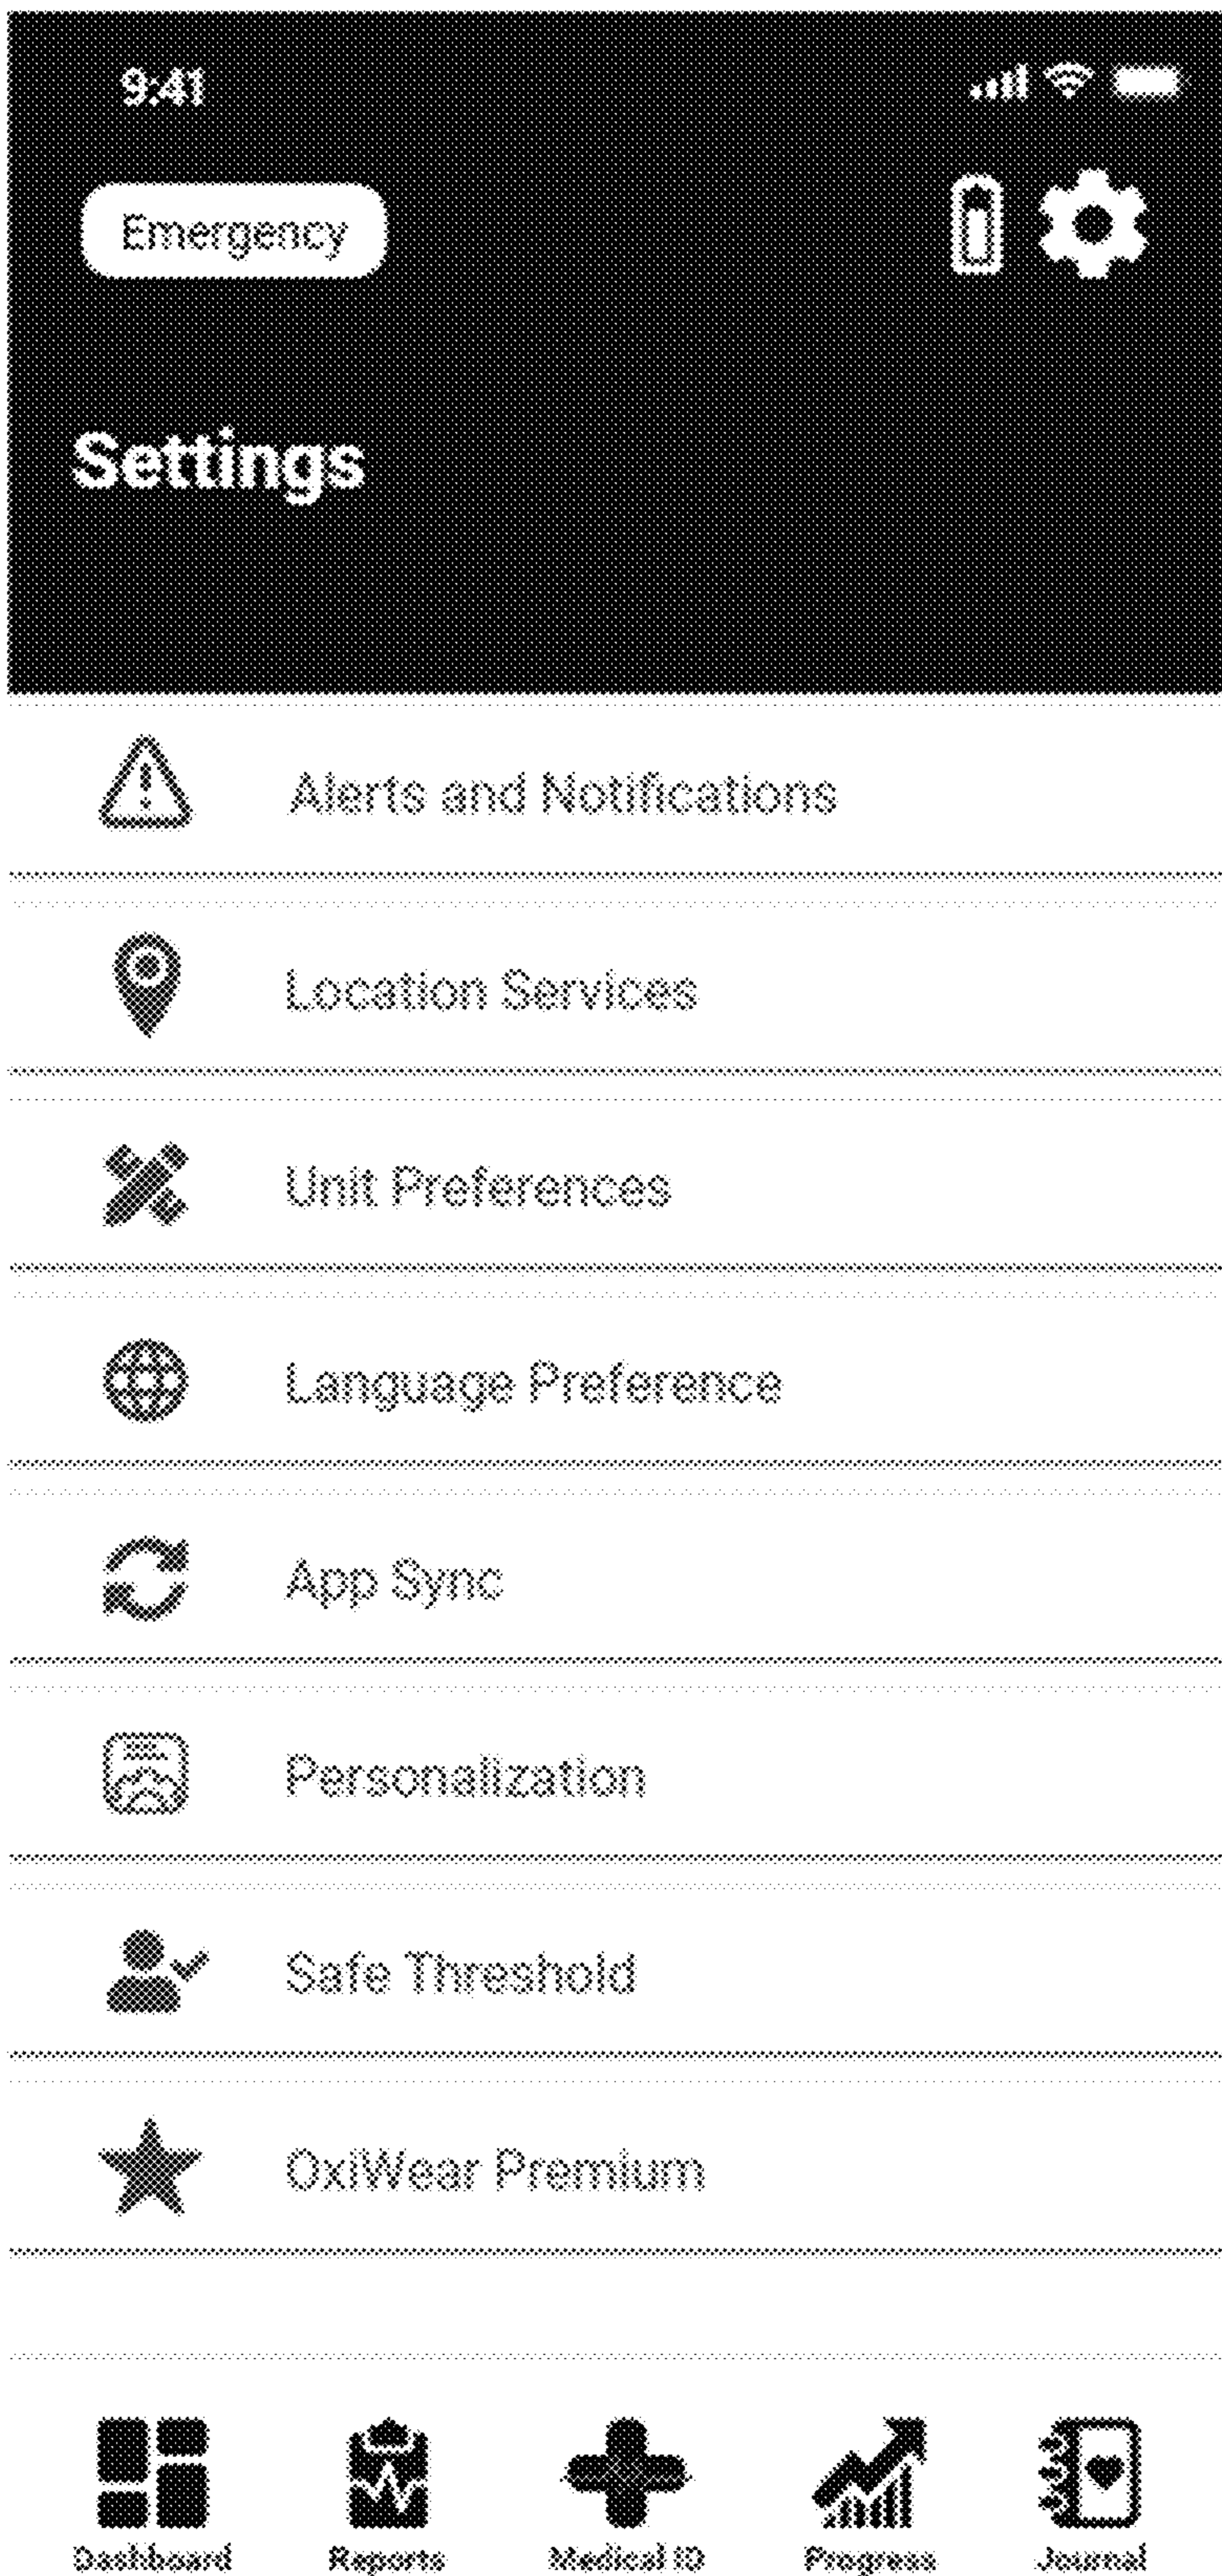 9:41
Emergency
Settings
Alerts and Notifications
Location Services
Unit Preferences
Language Preference
App Sync
Personalization
Safe Threshold
OxiWear Premium
Dashboard Reports Medical ID Progress Journal